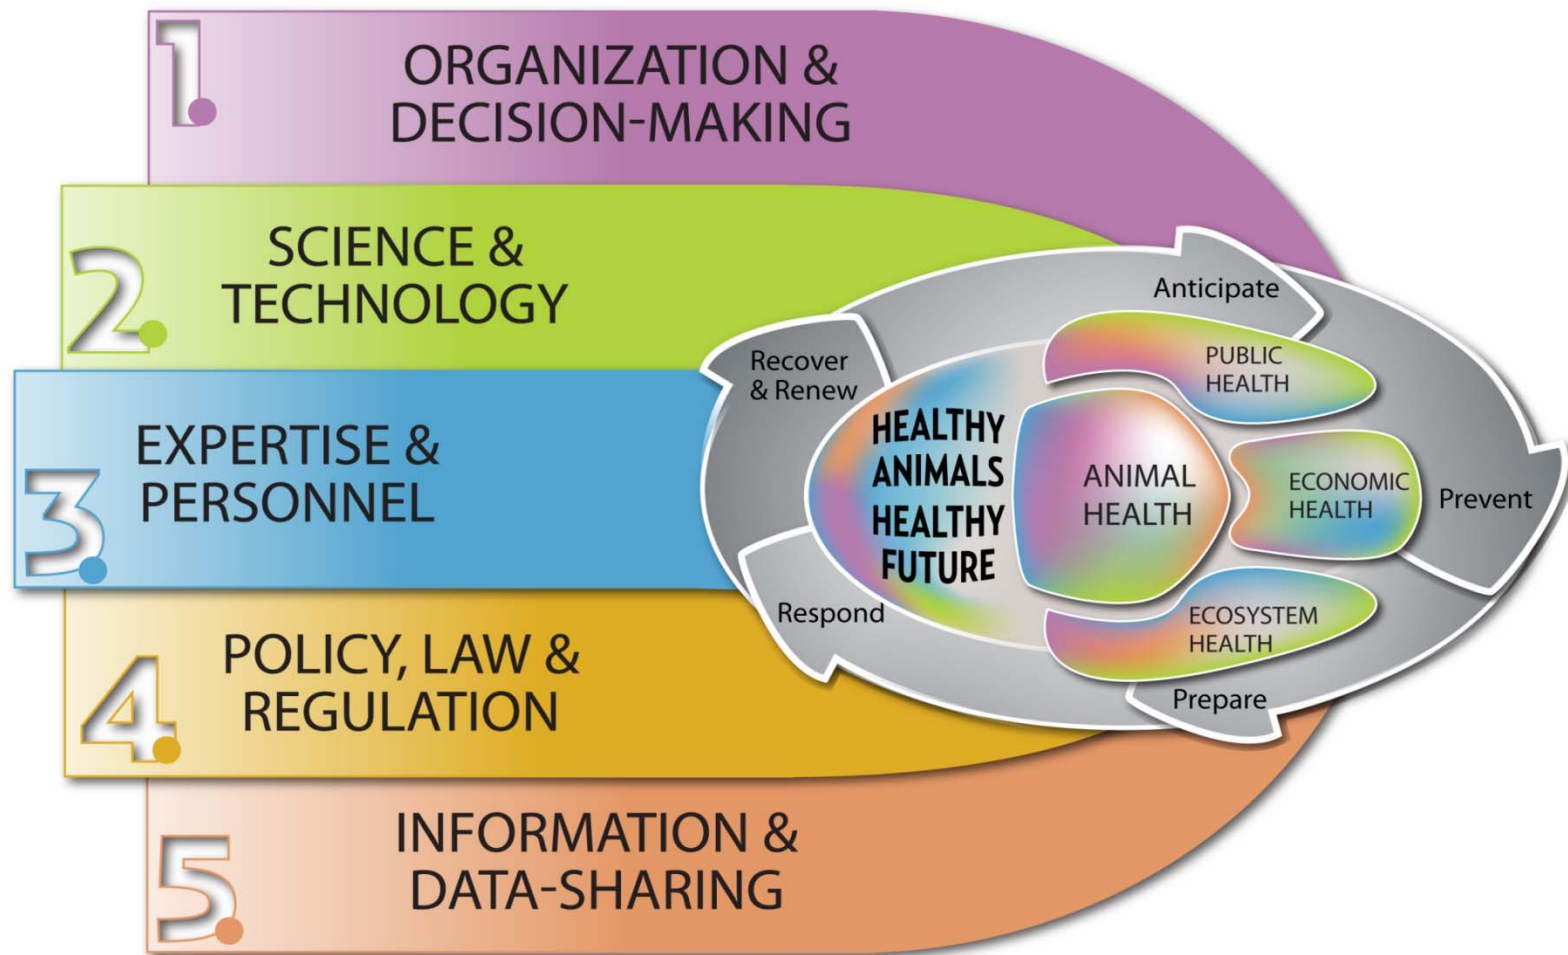 1.
ORGANIZATION &
DECISION-MAKING
2.
SCIENCE &
TECHNOLOGY
3.
EXPERTISE &
PERSONNEL
4.
POLICY, LAW &
REGULATION
5.
INFORMATION &
DATA-SHARING
Anticipate
Prevent
Prepare
Respond
Recover
& Renew
HEALTHY
ANIMALS
HEALTHY
FUTURE
ANIMAL
HEALTH
PUBLIC
HEALTH
ECONOMIC
HEALTH
ECOSYSTEM
HEALTH